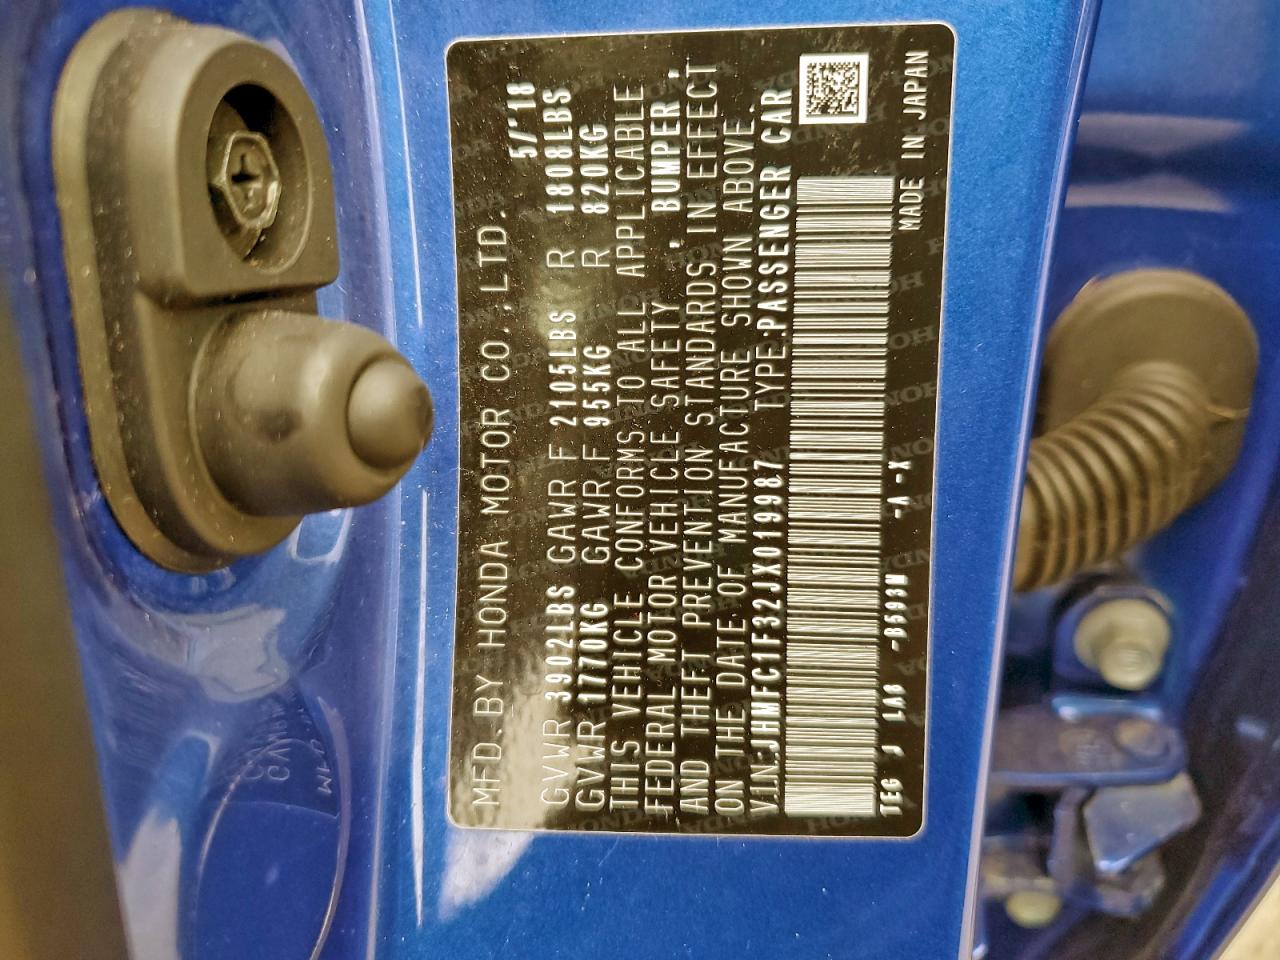 MFD. BY HONDA MOTOR CO.,LTD. 5/'18
GVWR 3902LBS GAWR F 2105LBS R 1808LBS
GVWR 1770KG GAWR F 955KG R 820KG
THIS VEHICLE CONFORMS TO ALL APPLICABLE
FEDERAL MOTOR VEHICLE SAFETY, BUMPER,
AND THEFT PREVENTION STANDARDS IN EFFECT
ON THE DATE OF MANUFACTURE SHOWN ABOVE.
V.I.N.:JHMFC1F32JX019987 TYPE:PASSENGER CAR
TEG J LAG -B593M -A -X
MADE IN JAPAN